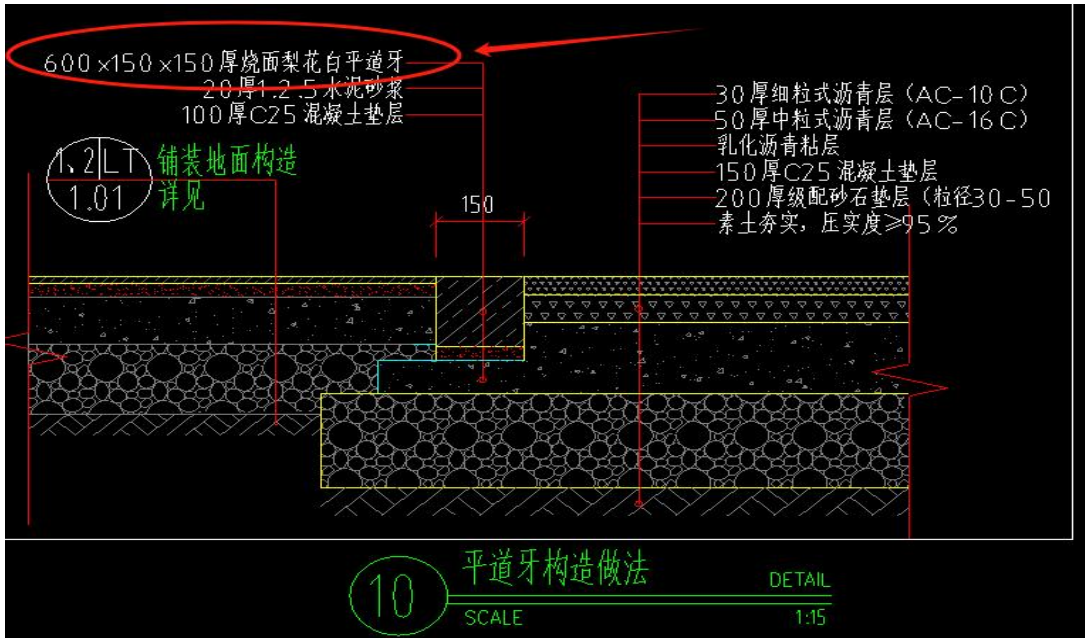 600×150×150厚烧面梨花白平道牙
20厚1:2.5水泥砂浆
100厚C25混凝土垫层
30厚细粒式沥青层（AC-10C）
50厚中粒式沥青层（AC-16C）
乳化沥青粘层
150厚C25混凝土垫层
200厚级配砂石垫层（粒径30-50
素土夯实，压实度≥95%
1.2 LT
1.01
铺装地面构造
详见
150
10
平道牙构造做法
DETAIL
SCALE
1:15